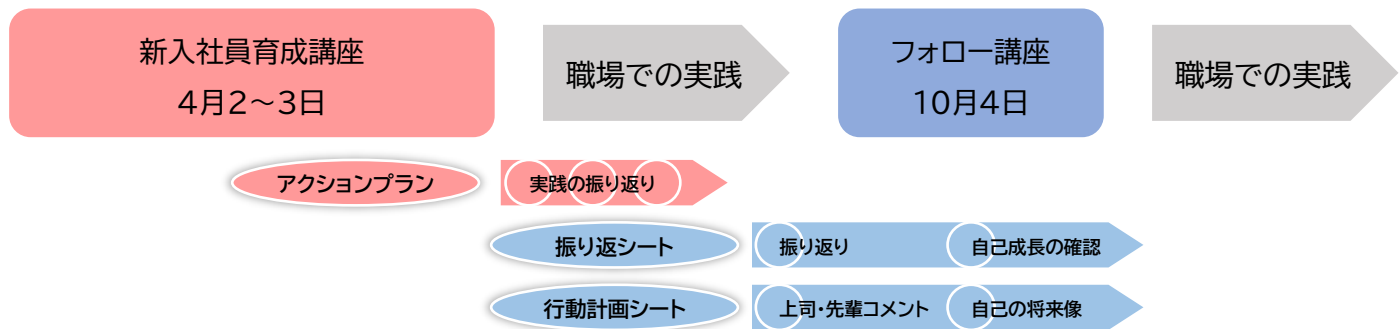 新入社員育成講座
4月2～3日
職場での実践
フォロー講座
10月4日
職場での実践
アクションプラン
実践の振り返り
振り返シート
振り返り
自己成長の確認
行動計画シート
上司・先輩コメント
自己の将来像